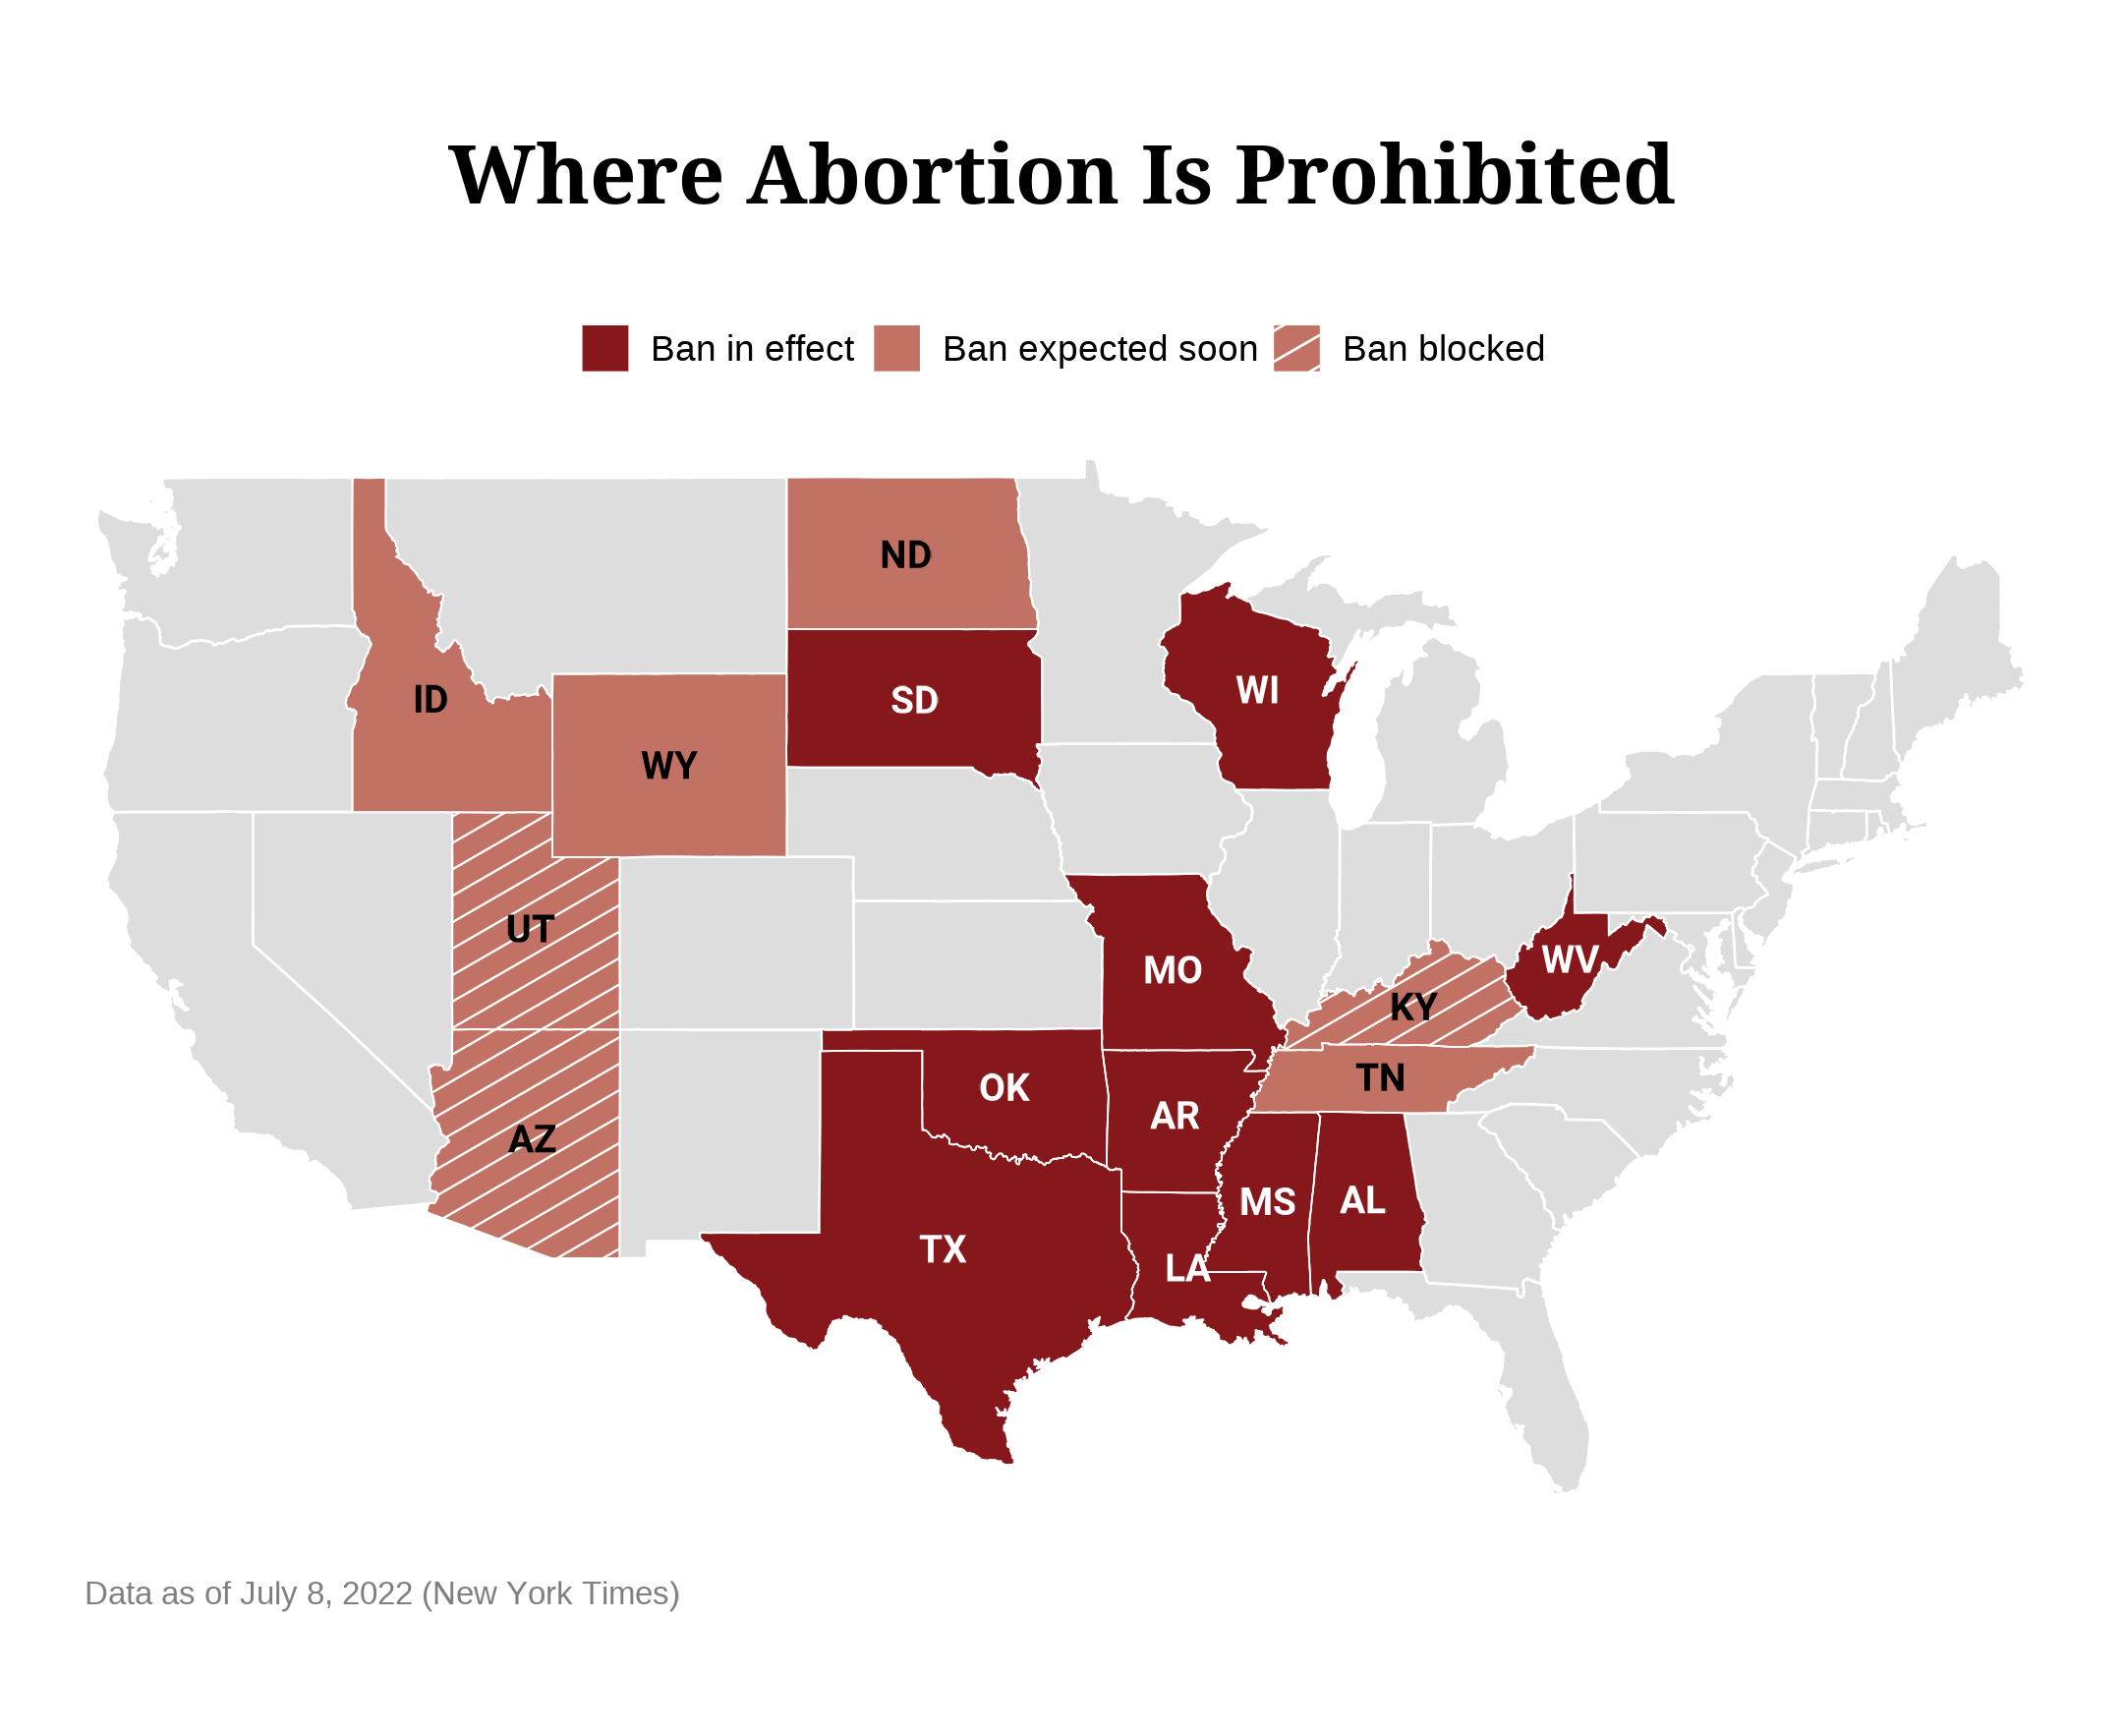 Where Abortion Is Prohibited
Ban in effect Ban expected soon Ban blocked
ND
ID
SD
WI
WY
UT
MO
WV
KY
OK
TN
AR
AZ
MS
AL
TX
LA
Data as of July 8, 2022 (New York Times)